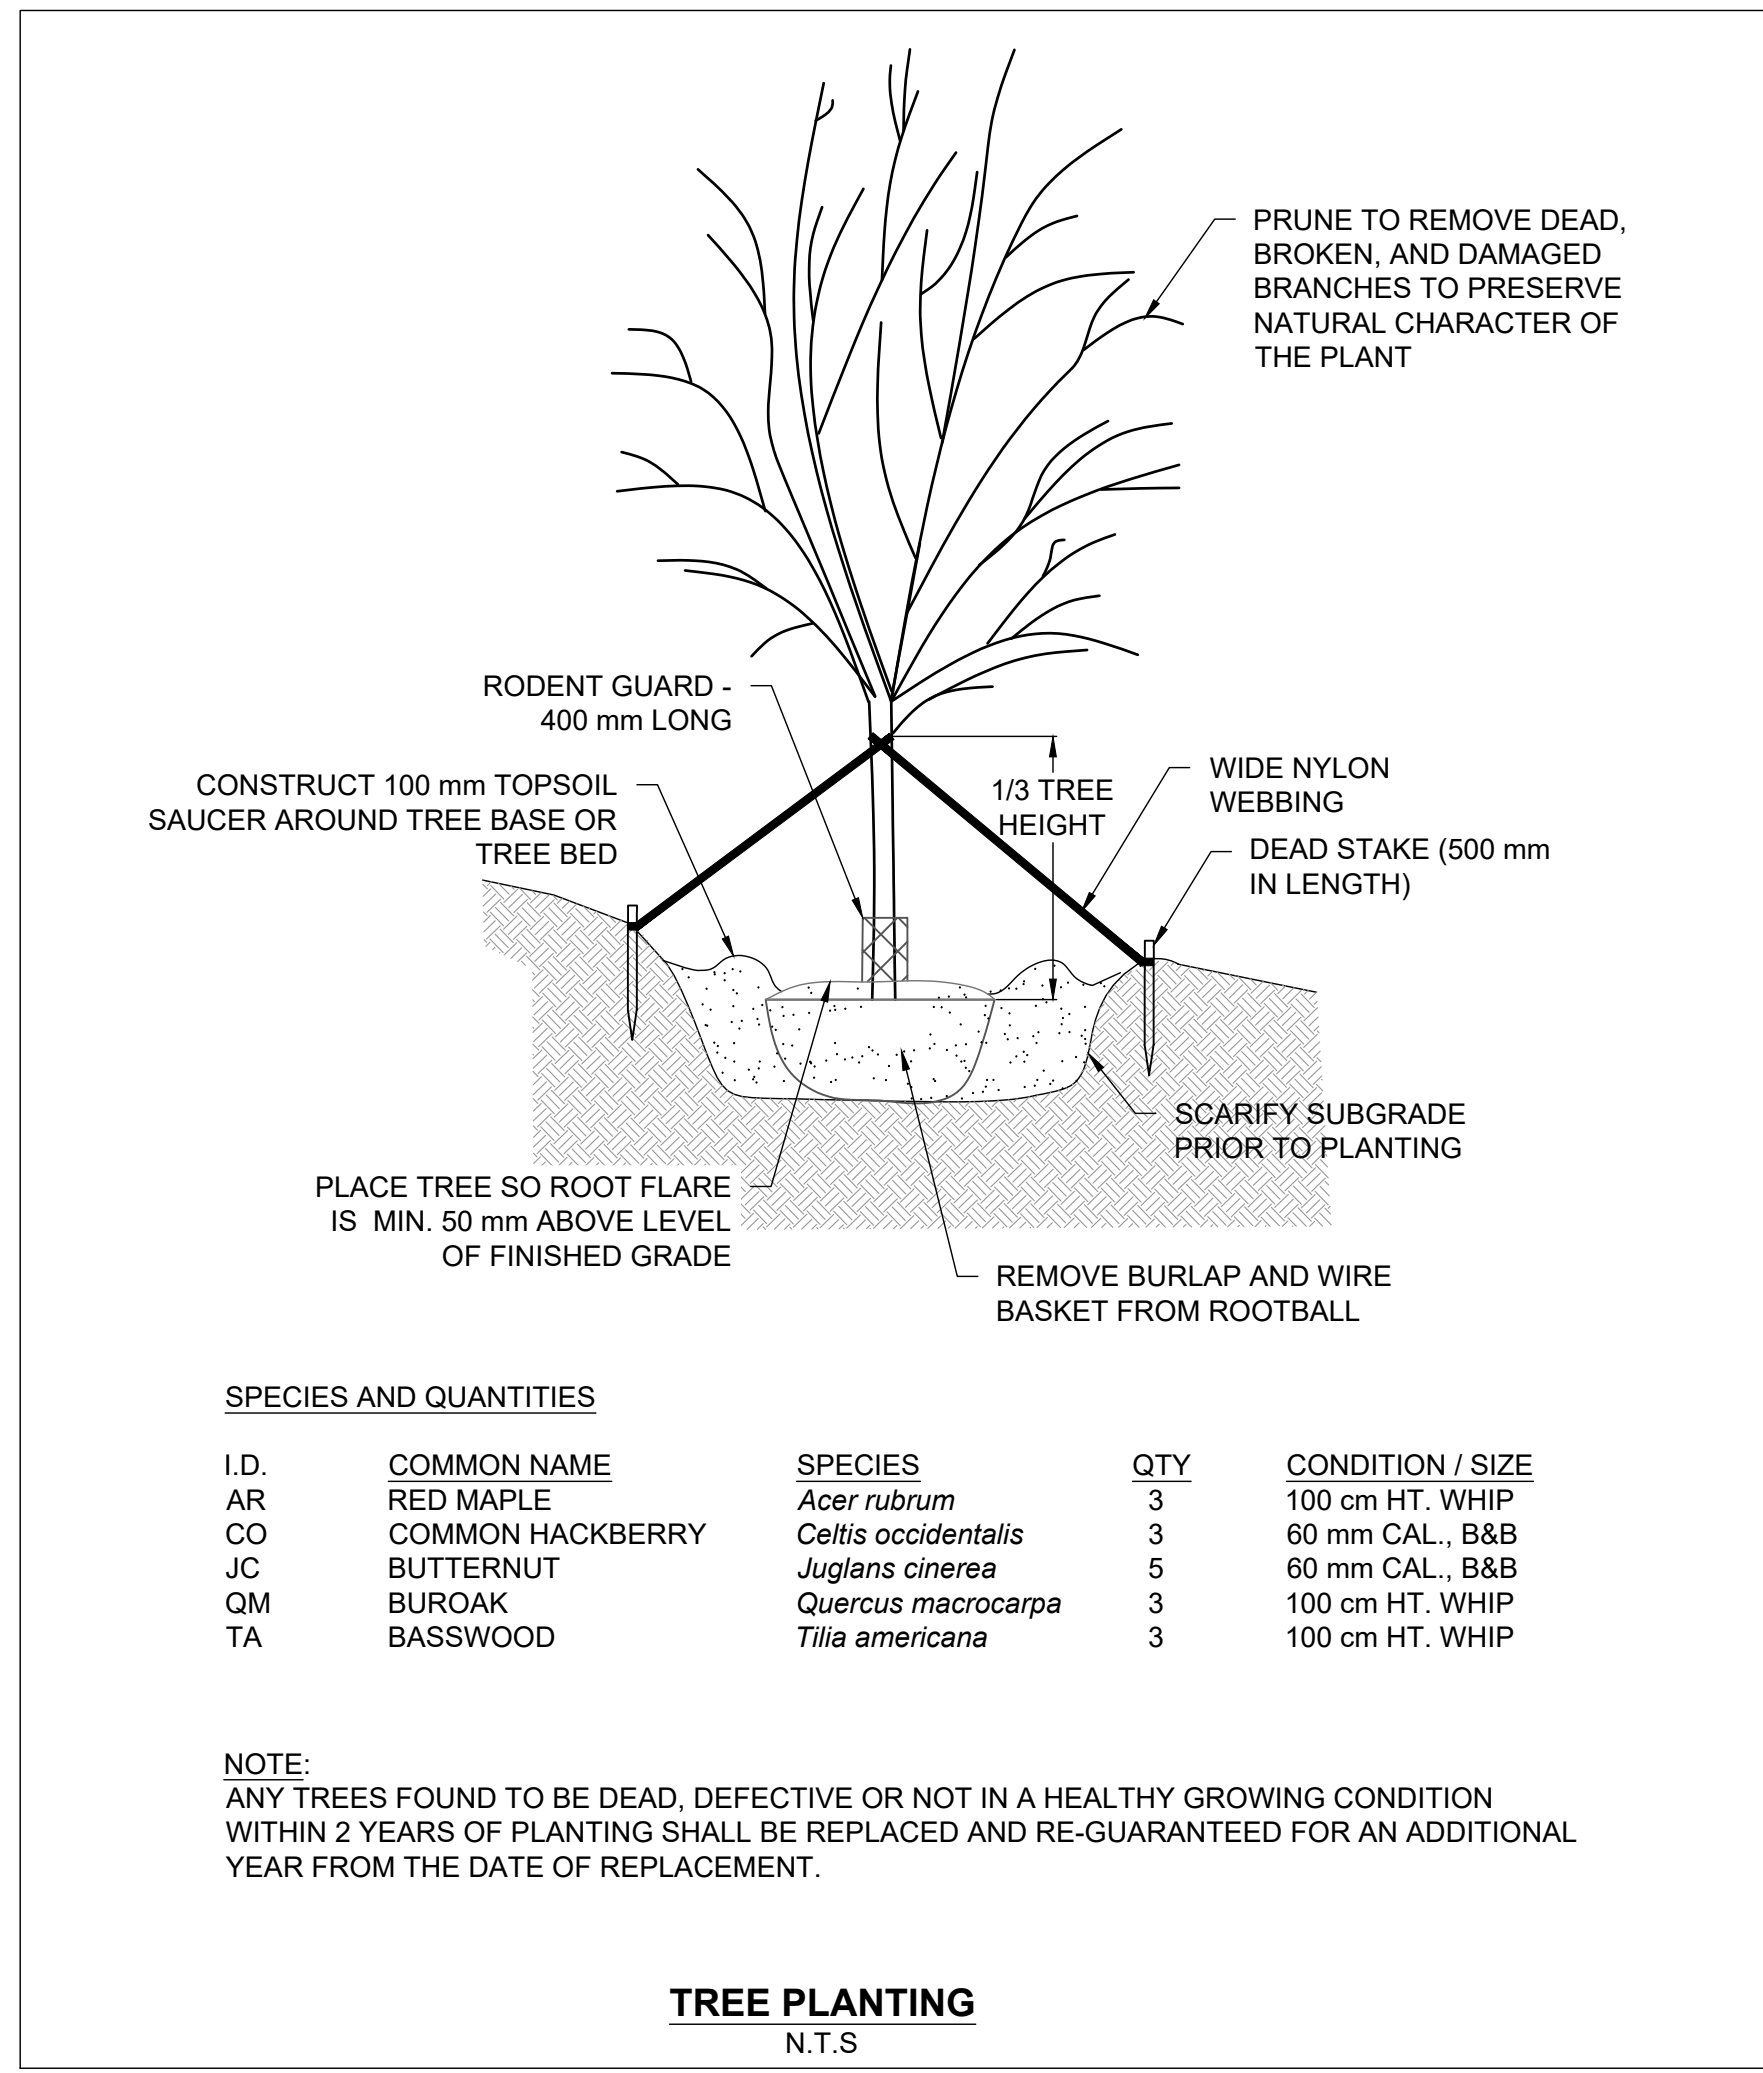 PRUNE TO REMOVE DEAD,
BROKEN, AND DAMAGED
BRANCHES TO PRESERVE
NATURAL CHARACTER OF
THE PLANT
RODENT GUARD -
400 mm LONG
CONSTRUCT 100 mm TOPSOIL
SAUCER AROUND TREE BASE OR
TREE BED
1/3 TREE
HEIGHT
WIDE NYLON
WEBBING
DEAD STAKE (500 mm
IN LENGTH)
SCARIFY SUBGRADE
PRIOR TO PLANTING
PLACE TREE SO ROOT FLARE
IS MIN. 50 mm ABOVE LEVEL
OF FINISHED GRADE
REMOVE BURLAP AND WIRE
BASKET FROM ROOTBALL
SPECIES AND QUANTITIES
I.D. COMMON NAME SPECIES QTY CONDITION / SIZE
AR RED MAPLE Acer rubrum 3 100 cm HT. WHIP
CO COMMON HACKBERRY Celtis occidentalis 3 60 mm CAL., B&B
JC BUTTERNUT Juglans cinerea 5 60 mm CAL., B&B
QM BUROAK Quercus macrocarpa 3 100 cm HT. WHIP
TA BASSWOOD Tilia americana 3 100 cm HT. WHIP
NOTE:
ANY TREES FOUND TO BE DEAD, DEFECTIVE OR NOT IN A HEALTHY GROWING CONDITION
WITHIN 2 YEARS OF PLANTING SHALL BE REPLACED AND RE-GUARANTEED FOR AN ADDITIONAL
YEAR FROM THE DATE OF REPLACEMENT.
TREE PLANTING
N.T.S